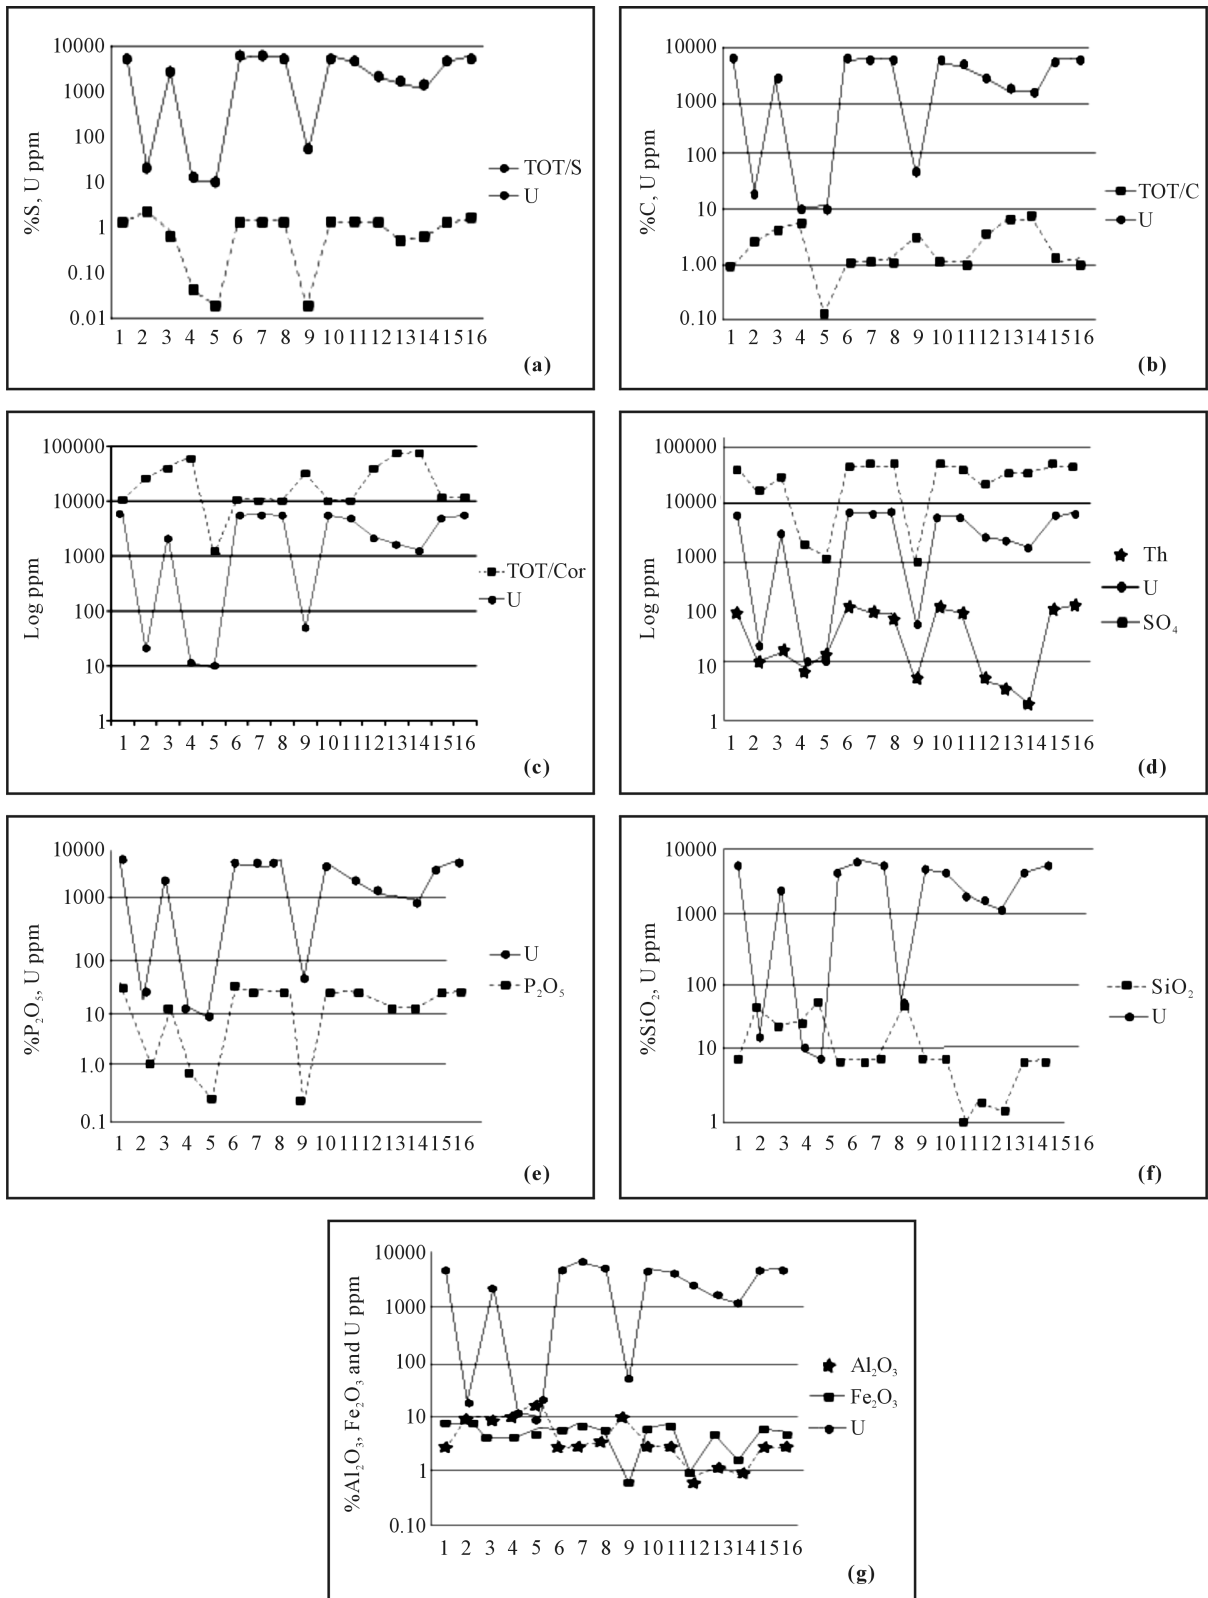 10000
1000
100
10
1
0.10
0.01
%S, U ppm
TOT/S
U
1 2 3 4 5 6 7 8 9 10 11 12 13 14 15 16
(a)
10000
1000
100
10
1.00
0.10
%C, U ppm
TOT/C
U
1 2 3 4 5 6 7 8 9 10 11 12 13 14 15 16
(b)
100000
10000
1000
100
10
1
Log ppm
TOT/Cor
U
1 2 3 4 5 6 7 8 9 10 11 12 13 14 15 16
(c)
100000
10000
1000
100
10
1
Log ppm
Th
U
SO₄
1 2 3 4 5 6 7 8 9 10 11 12 13 14 15 16
(d)
10000
1000
100
10
1.0
0.1
%P₂O₅, U ppm
U
P₂O₅
1 2 3 4 5 6 7 8 9 10 11 12 13 14 15 16
(e)
10000
1000
100
10
1
%SiO₂, U ppm
SiO₂
U
1 2 3 4 5 6 7 8 9 10 11 12 13 14 15 16
(f)
10000
1000
100
10
1
0.10
%Al₂O₃, Fe₂O₃ and U ppm
Al₂O₃
Fe₂O₃
U
1 2 3 4 5 6 7 8 9 10 11 12 13 14 15 16
(g)